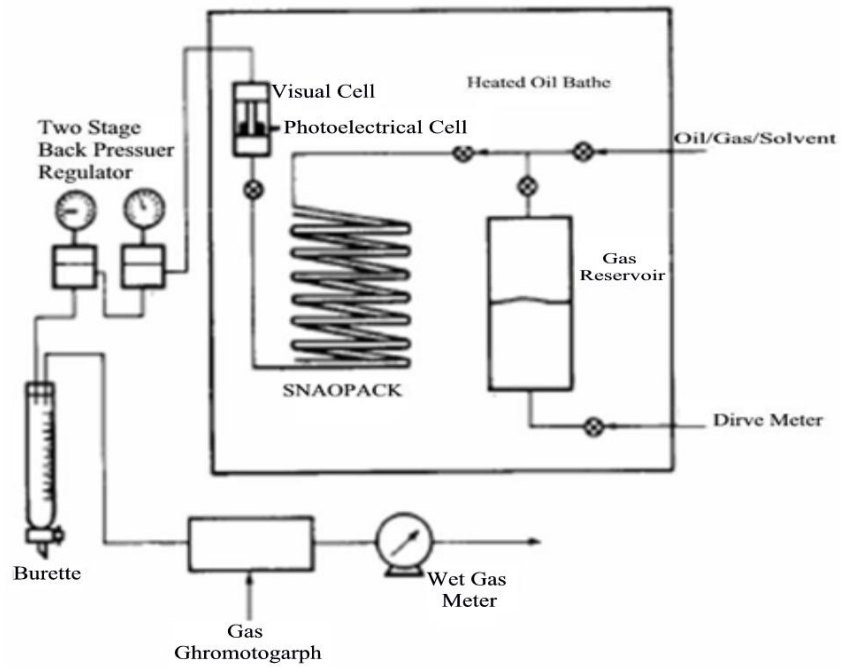 Heated Oil Bathe
Visual Cell
Photoelectrical Cell
Two Stage
Back Pressuer
Regulator
Oil/Gas/Solvent
Gas
Reservoir
SNAOPACK
Dirve Meter
Burette
Wet Gas
Meter
Gas
Ghromotogarph